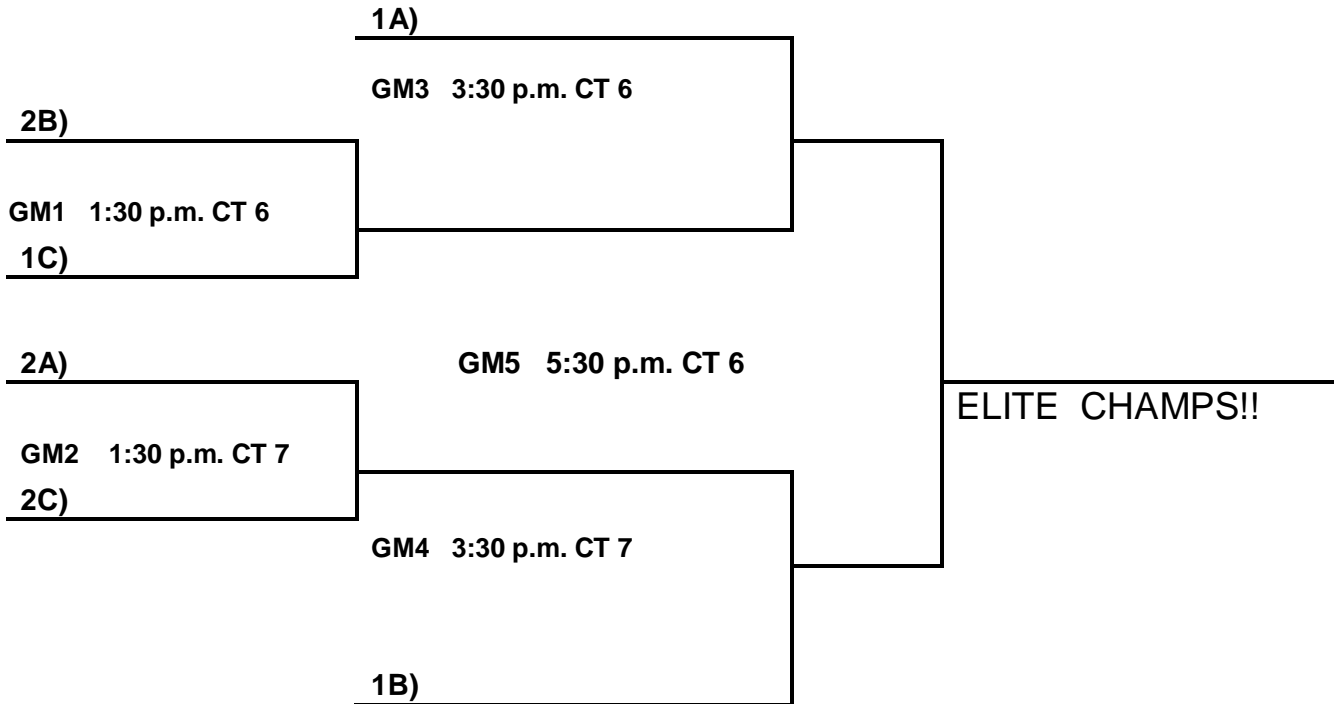 1A)
GM3 3:30 p.m. CT 6
2B)
GM1 1:30 p.m. CT 6
1C)
2A)
GM5 5:30 p.m. CT 6
ELITE CHAMPS!!
GM2 1:30 p.m. CT 7
2C)
GM4 3:30 p.m. CT 7
1B)